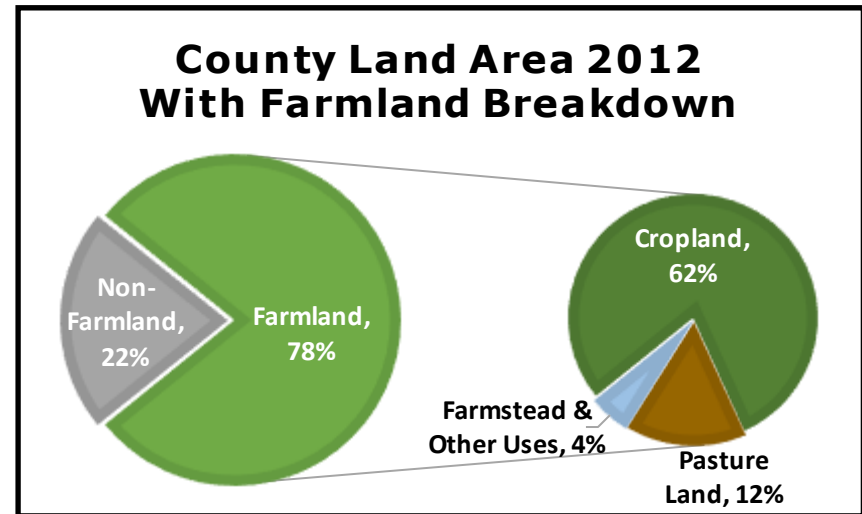 County Land Area 2012
With Farmland Breakdown
Non-
Farmland,
22%
Farmland,
78%
Cropland,
62%
Farmstead &
Other Uses, 4%
Pasture
Land, 12%